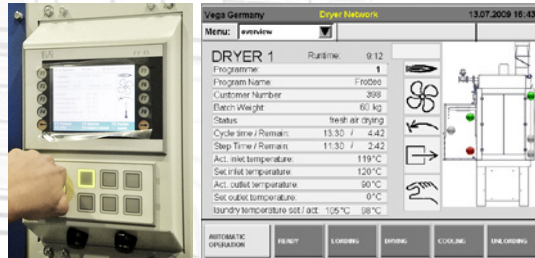 Vega Germany Dryer Network 13.07.2009 16:43
Menu: overview
DRYER 1 Runtime: 9:12
Programme: 1
Program Name Frottee
Customer Number 398
Batch Weight 60 kg
Status fresh air drying
Cycle time / Remain: 13:30 / 4:42
Step Time / Remain: 11:30 / 2:42
Act. inlet temperature: 119°C
Set inlet temperature: 120°C
Act. outlet temperature: 90°C
Set outlet temperature: 0°C
laundry temperature set / act: 105°C 98°C
AUTOMATIC
OPERATION
READY
LOADING
DRYING
COOLING
UNLOADING